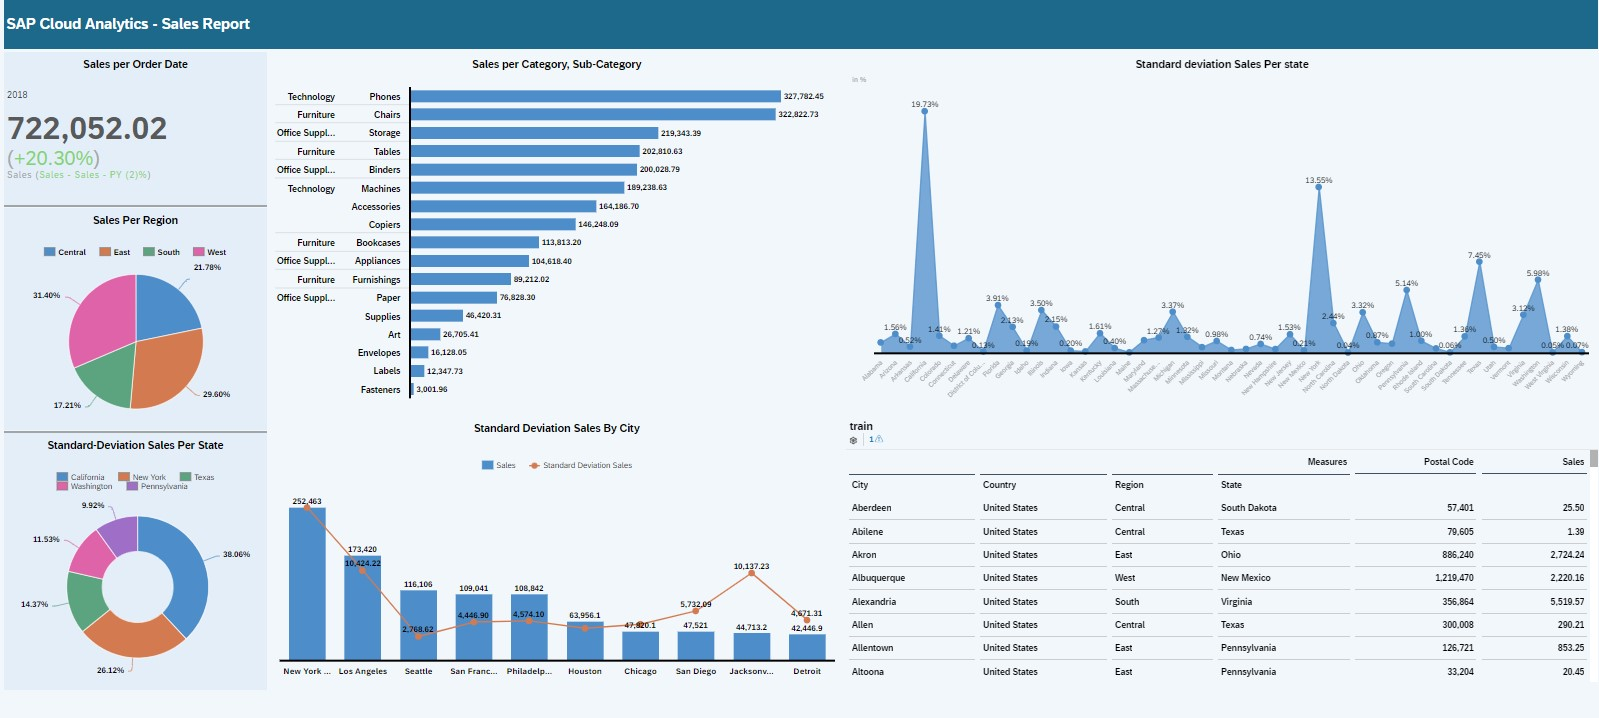 SAP Cloud Analytics - Sales Report
Sales per Order Date
2018
722,052.02
(+20.30%)
Sales (Sales - Sales - PY (2)%)
Sales Per Region
Central East South West
21.78%
31.40%
29.60%
17.21%
Standard-Deviation Sales Per State
California New York Texas
Washington Pennsylvania
9.92%
11.53%
38.06%
14.37%
26.12%
Sales per Category, Sub-Category
Technology Phones 327,782.45
Furniture Chairs 322,822.73
Office Suppl... Storage 219,343.39
Furniture Tables 202,810.63
Office Suppl... Binders 200,028.79
Technology Machines 189,238.63
Accessories 164,186.70
Copiers 146,248.09
Furniture Bookcases 113,813.20
Office Suppl... Appliances 104,618.40
Furniture Furnishings 89,212.02
Office Suppl... Paper 76,828.30
Supplies 46,420.31
Art 26,705.41
Envelopes 16,128.05
Labels 12,347.73
Fasteners 3,001.96
Standard Deviation Sales By City
Sales Standard Deviation Sales
252,463
173,420
10,424.22
116,106
2,768.62
109,041
4,446.90
108,842
4,574.10
63,956.1
47,820.1
5,732.09
47,521
10,137.23
44,713.2
4,671.31
42,446.9
New York ... Los Angeles Seattle San Franc... Philadelp... Houston Chicago San Diego Jacksonv... Detroit
Standard deviation Sales Per state
in %
1.56%
0.52%
19.73%
1.41%
1.21%
0.13%
3.91%
2.13%
0.19%
3.50%
2.15%
0.20%
1.61%
0.40%
1.27%
3.37%
1.32%
0.98%
0.74%
1.53%
0.21%
13.55%
2.44%
0.04%
3.32%
0.87%
5.14%
1.00%
0.06%
1.36%
7.45%
0.50%
3.12%
5.98%
0.05%
1.38%
0.07%
Alabama Arizona Arkansas California Colorado Connecticut Delaware District of Colu... Florida Georgia Idaho Illinois Indiana Iowa Kansas Kentucky Louisiana Maine Maryland Massachuse... Michigan Minnesota Mississippi Missouri Montana Nebraska Nevada New Hampshire New Jersey New Mexico New York North Carolina North Dakota Ohio Oklahoma Oregon Pennsylvania Rhode Island South Carolina South Dakota Tennessee Texas Utah Vermont Virginia Washington West Virginia Wisconsin Wyoming
train
1
Measures Postal Code Sales
City Country Region State
Aberdeen United States Central South Dakota 57,401 25.50
Abilene United States Central Texas 79,605 1.39
Akron United States East Ohio 886,240 2,724.24
Albuquerque United States West New Mexico 1,219,470 2,220.16
Alexandria United States South Virginia 356,864 5,519.57
Allen United States Central Texas 300,008 290.21
Allentown United States East Pennsylvania 126,721 853.25
Altoona United States East Pennsylvania 33,204 20.45